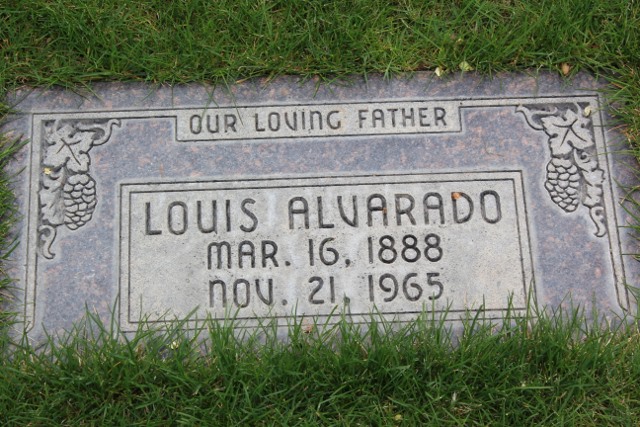 OUR LOVING FATHER
LOUIS ALVARADO
MAR. 16, 1888
NOV. 21, 1965